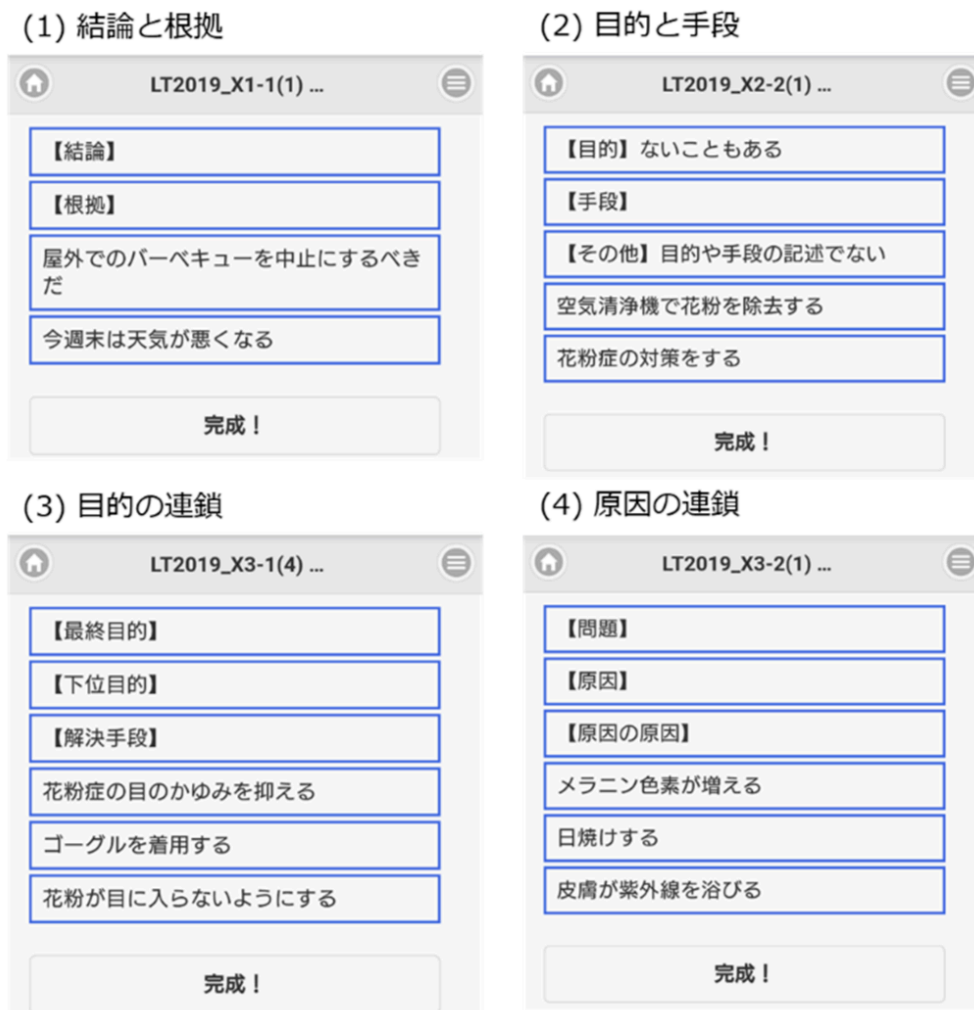 (1) 結論と根拠
LT2019_X1-1(1) ...
【結論】
【根拠】
屋外でのバーベキューを中止にするべき
だ
今週末は天気が悪くなる
完成！
(2) 目的と手段
LT2019_X2-2(1) ...
【目的】ないこともある
【手段】
【その他】目的や手段の記述でない
空気清浄機で花粉を除去する
花粉症の対策をする
完成！
(3) 目的の連鎖
LT2019_X3-1(4) ...
【最終目的】
【下位目的】
【解決手段】
花粉症の目のかゆみを抑える
ゴーグルを着用する
花粉が目に入らないようにする
完成！
(4) 原因の連鎖
LT2019_X3-2(1) ...
【問題】
【原因】
【原因の原因】
メラニン色素が増える
日焼けする
皮膚が紫外線を浴びる
完成！